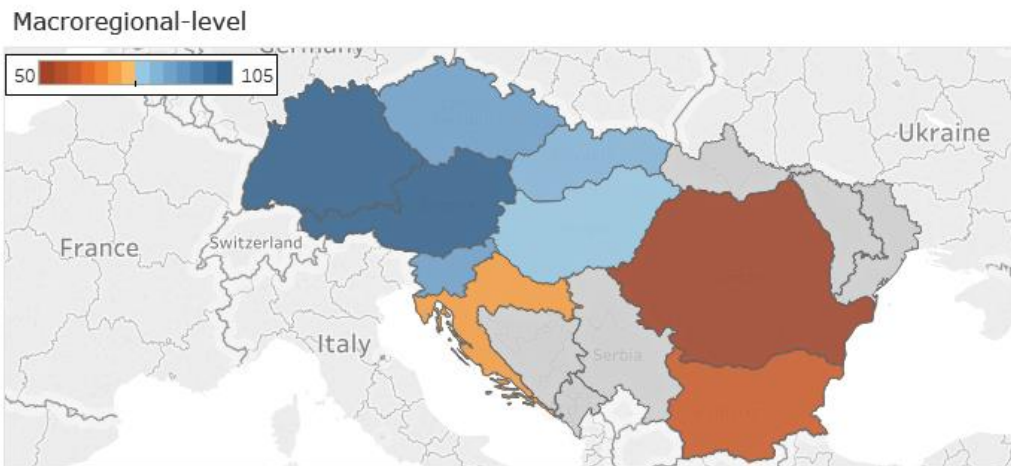 Macroregional-level
Germany
50 105
Ukraine
Switzerland
France
Italy
Serbia